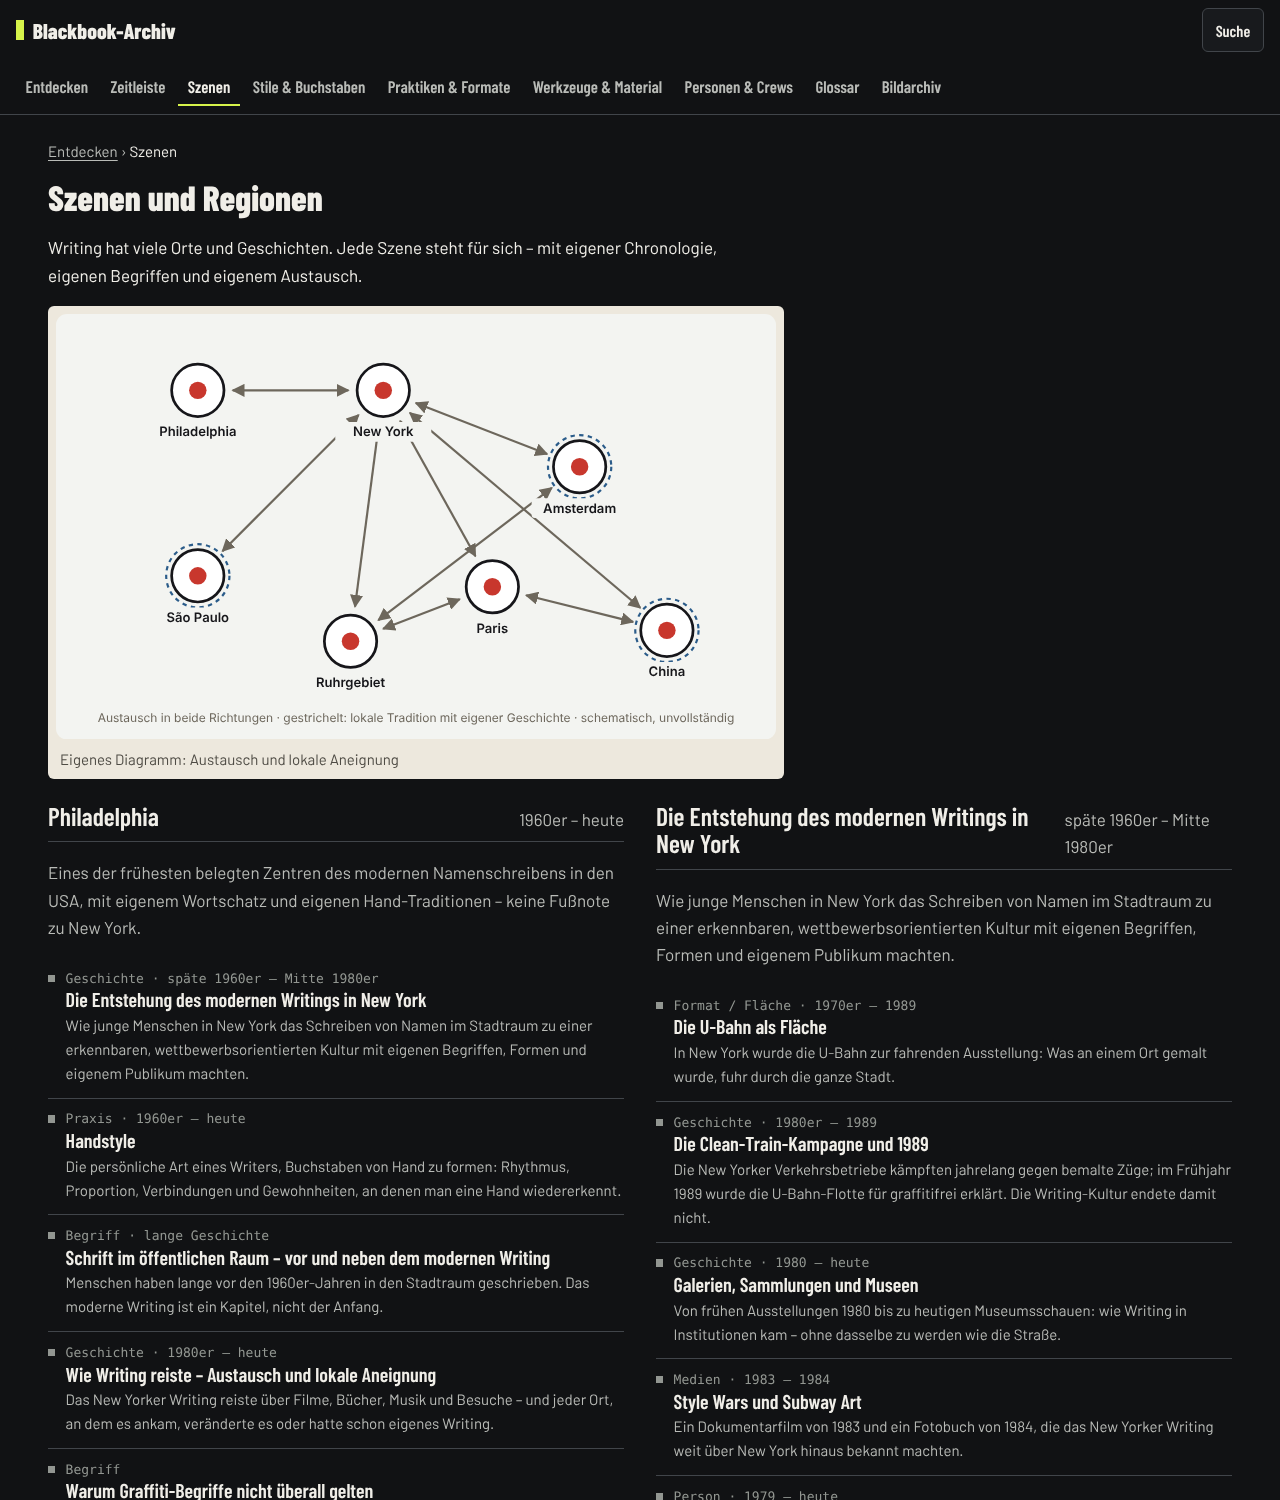 Blackbook-Archiv
Suche
Entdecken Zeitleiste Szenen Stile & Buchstaben Praktiken & Formate Werkzeuge & Material Personen & Crews Glossar Bildarchiv
Entdecken › Szenen
Szenen und Regionen
Writing hat viele Orte und Geschichten. Jede Szene steht für sich – mit eigener Chronologie,
eigenen Begriffen und eigenem Austausch.
Philadelphia
New York
Amsterdam
São Paulo
Paris
China
Ruhrgebiet
Austausch in beide Richtungen · gestrichelt: lokale Tradition mit eigener Geschichte · schematisch, unvollständig
Eigenes Diagramm: Austausch und lokale Aneignung
Philadelphia
1960er – heute
Eines der frühesten belegten Zentren des modernen Namenschreibens in den
USA, mit eigenem Wortschatz und eigenen Hand-Traditionen – keine Fußnote
zu New York.
Geschichte · späte 1960er – Mitte 1980er
Die Entstehung des modernen Writings in New York
Wie junge Menschen in New York das Schreiben von Namen im Stadtraum zu einer
erkennbaren, wettbewerbsorientierten Kultur mit eigenen Begriffen, Formen und
eigenem Publikum machten.
Praxis · 1960er – heute
Handstyle
Die persönliche Art eines Writers, Buchstaben von Hand zu formen: Rhythmus,
Proportion, Verbindungen und Gewohnheiten, an denen man eine Hand wiedererkennt.
Begriff · lange Geschichte
Schrift im öffentlichen Raum – vor und neben dem modernen Writing
Menschen haben lange vor den 1960er-Jahren in den Stadtraum geschrieben. Das
moderne Writing ist ein Kapitel, nicht der Anfang.
Geschichte · 1980er – heute
Wie Writing reiste – Austausch und lokale Aneignung
Das New Yorker Writing reiste über Filme, Bücher, Musik und Besuche – und jeder Ort,
an dem es ankam, veränderte es oder hatte schon eigenes Writing.
Begriff
Warum Graffiti-Begriffe nicht überall gelten
Die Entstehung des modernen Writings in
New York
späte 1960er – Mitte
1980er
Wie junge Menschen in New York das Schreiben von Namen im Stadtraum zu
einer erkennbaren, wettbewerbsorientierten Kultur mit eigenen Begriffen,
Formen und eigenem Publikum machten.
Format / Fläche · 1970er – 1989
Die U-Bahn als Fläche
In New York wurde die U-Bahn zur fahrenden Ausstellung: Was an einem Ort gemalt
wurde, fuhr durch die ganze Stadt.
Geschichte · 1980er – 1989
Die Clean-Train-Kampagne und 1989
Die New Yorker Verkehrsbetriebe kämpften jahrelang gegen bemalte Züge; im Frühjahr
1989 wurde die U-Bahn-Flotte für graffitifrei erklärt. Die Writing-Kultur endete damit
nicht.
Geschichte · 1980 – heute
Galerien, Sammlungen und Museen
Von frühen Ausstellungen 1980 bis zu heutigen Museumsschauen: wie Writing in
Institutionen kam – ohne dasselbe zu werden wie die Straße.
Medien · 1983 – 1984
Style Wars und Subway Art
Ein Dokumentarfilm von 1983 und ein Fotobuch von 1984, die das New Yorker Writing
weit über New York hinaus bekannt machten.
Person · 1979 – heute